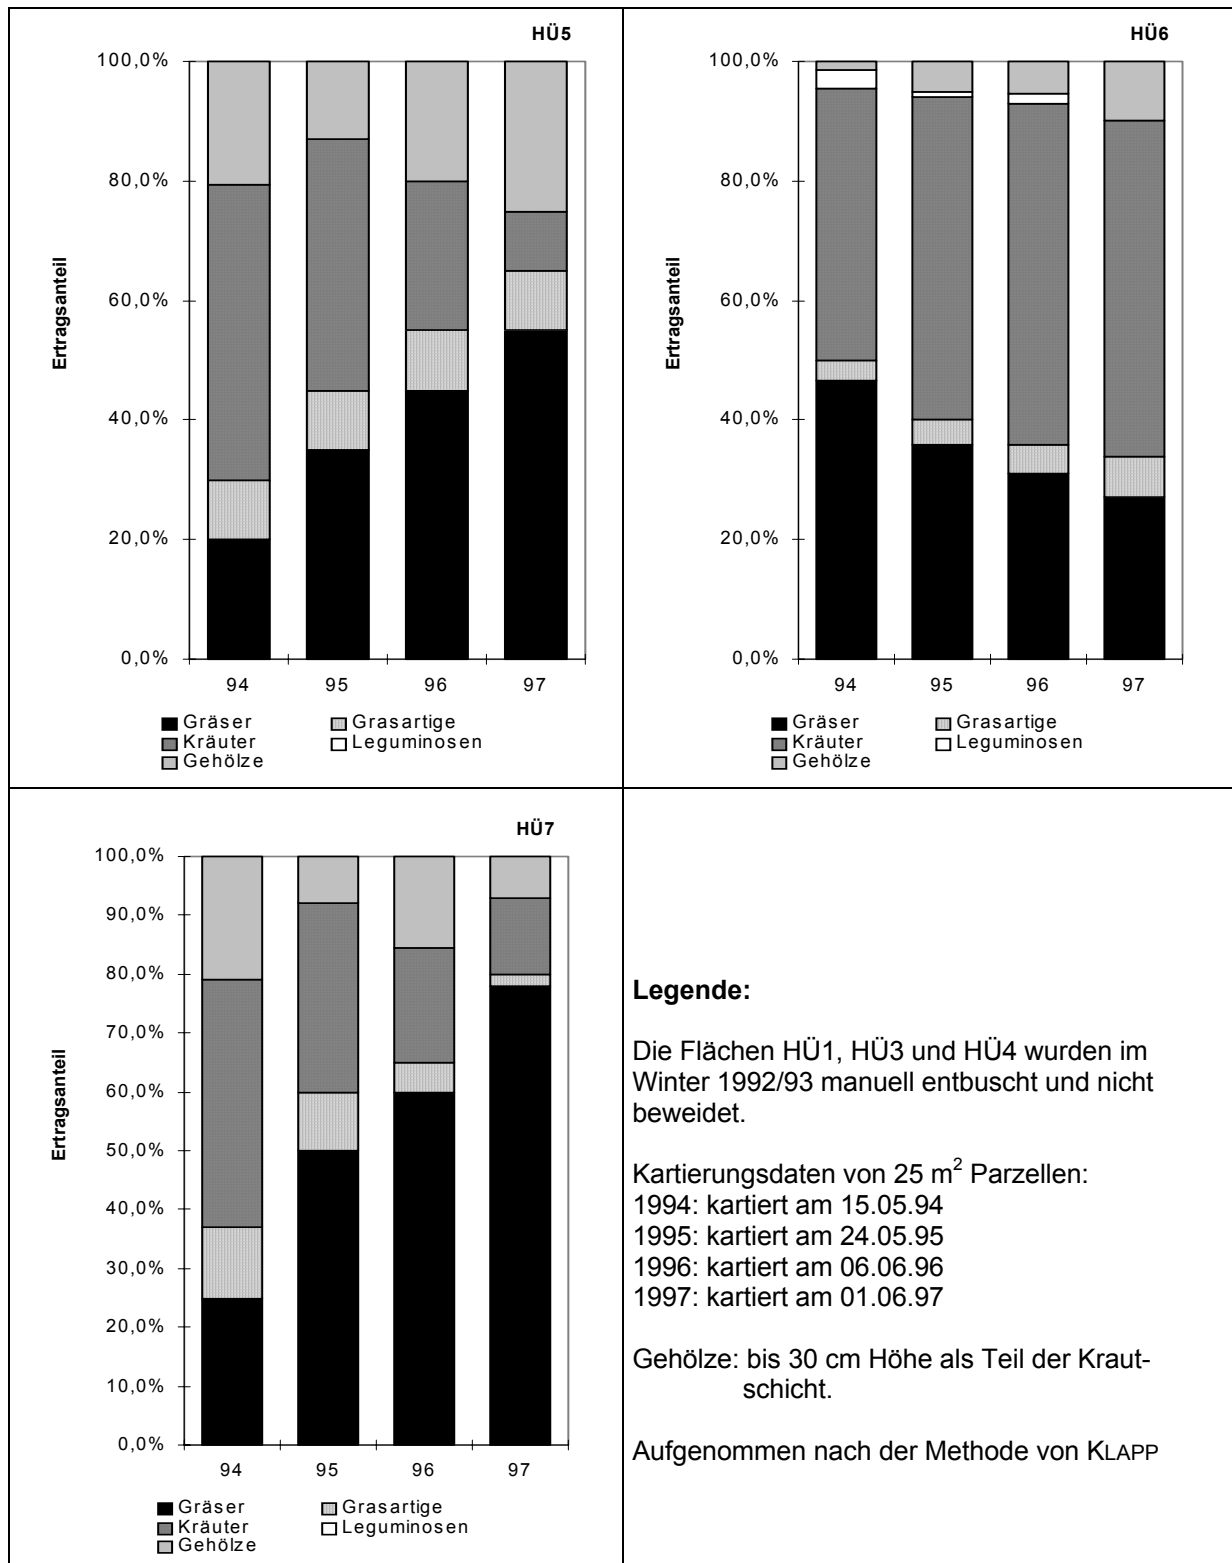 HÜ5
100,0%
80,0%
60,0%
40,0%
20,0%
0,0%
Ertragsanteil
94 95 96 97
Gräser Grasartige
Kräuter Leguminosen
Gehölze
HÜ6
100,0%
80,0%
60,0%
40,0%
20,0%
0,0%
Ertragsanteil
94 95 96 97
Gräser Grasartige
Kräuter Leguminosen
Gehölze
HÜ7
100,0%
90,0%
80,0%
70,0%
60,0%
50,0%
40,0%
30,0%
20,0%
10,0%
0,0%
Ertragsanteil
94 95 96 97
Gräser Grasartige
Kräuter Leguminosen
Gehölze
Legende:
Die Flächen HÜ1, HÜ3 und HÜ4 wurden im
Winter 1992/93 manuell entbuscht und nicht
beweidet.
Kartierungsdaten von 25 m² Parzellen:
1994: kartiert am 15.05.94
1995: kartiert am 24.05.95
1996: kartiert am 06.06.96
1997: kartiert am 01.06.97
Gehölze: bis 30 cm Höhe als Teil der Kraut-
schicht.
Aufgenommen nach der Methode von KLAPP